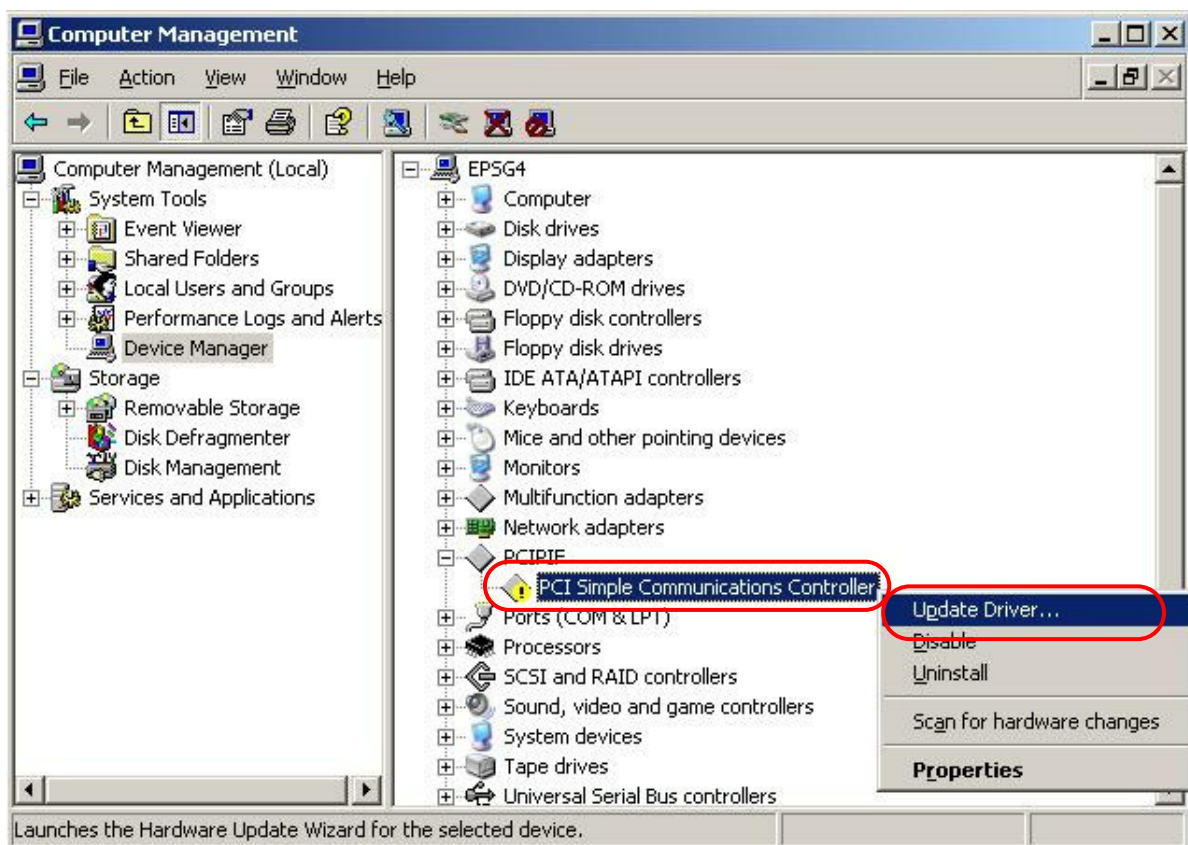 Computer Management
File Action View Window Help
Computer Management (Local)
System Tools
Event Viewer
Shared Folders
Local Users and Groups
Performance Logs and Alerts
Device Manager
Storage
Removable Storage
Disk Defragmenter
Disk Management
Services and Applications
EPSG4
Computer
Disk drives
Display adapters
DVD/CD-ROM drives
Floppy disk controllers
Floppy disk drives
IDE ATA/ATAPI controllers
Keyboards
Mice and other pointing devices
Monitors
Multifunction adapters
Network adapters
PCIPIF
PCI Simple Communications Controller
Ports (COM & LPT)
Processors
SCSI and RAID controllers
Sound, video and game controllers
System devices
Tape drives
Universal Serial Bus controllers
Update Driver...
Disable
Uninstall
Scan for hardware changes
Properties
Launches the Hardware Update Wizard for the selected device.